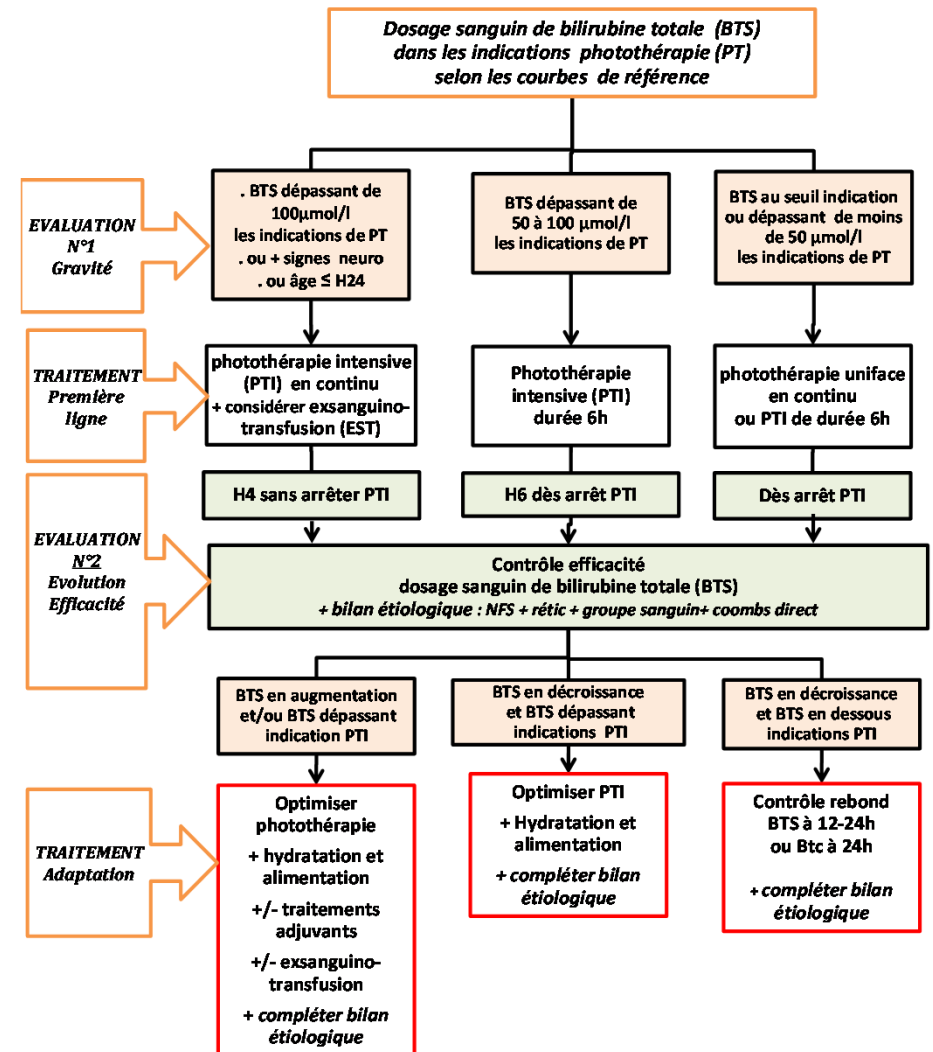 Dosage sanguin de bilirubine totale (BTS)
dans les indications photothérapie (PT)
selon les courbes de référence
EVALUATION
N°1
Gravité
. BTS dépassant de
100µmol/l
les indications de PT
. ou + signes neuro
. ou âge ≤ H24
BTS dépassant de
50 à 100 µmol/l
les indications de PT
BTS au seuil indication
ou dépassant de moins
de 50 µmol/l
les indications de PT
TRAITEMENT
Première
ligne
photothérapie intensive
(PTI) en continu
+ considérer exsanguino-
transfusion (EST)
Photothérapie
intensive (PTI)
durée 6h
photothérapie uniface
en continu
ou PTI de durée 6h
H4 sans arrêter PTI
H6 dès arrêt PTI
Dès arrêt PTI
EVALUATION
N°2
Evolution
Efficacité
Contrôle efficacité
dosage sanguin de bilirubine totale (BTS)
+ bilan étiologique : NFS + rétic + groupe sanguin+ coombs direct
BTS en augmentation
et/ou BTS dépassant
indication PTI
BTS en décroissance
et BTS dépassant
indications PTI
BTS en décroissance
et BTS en dessous
indications PTI
TRAITEMENT
Adaptation
Optimiser
photothérapie
+ hydratation et
alimentation
+/- traitements
adjuvants
+/- exsanguino-
transfusion
+ compléter bilan
étiologique
Optimiser PTI
+ Hydratation et
alimentation
+ compléter bilan
étiologique
Contrôle rebond
BTS à 12-24h
ou Btc à 24h
+ compléter bilan
étiologique